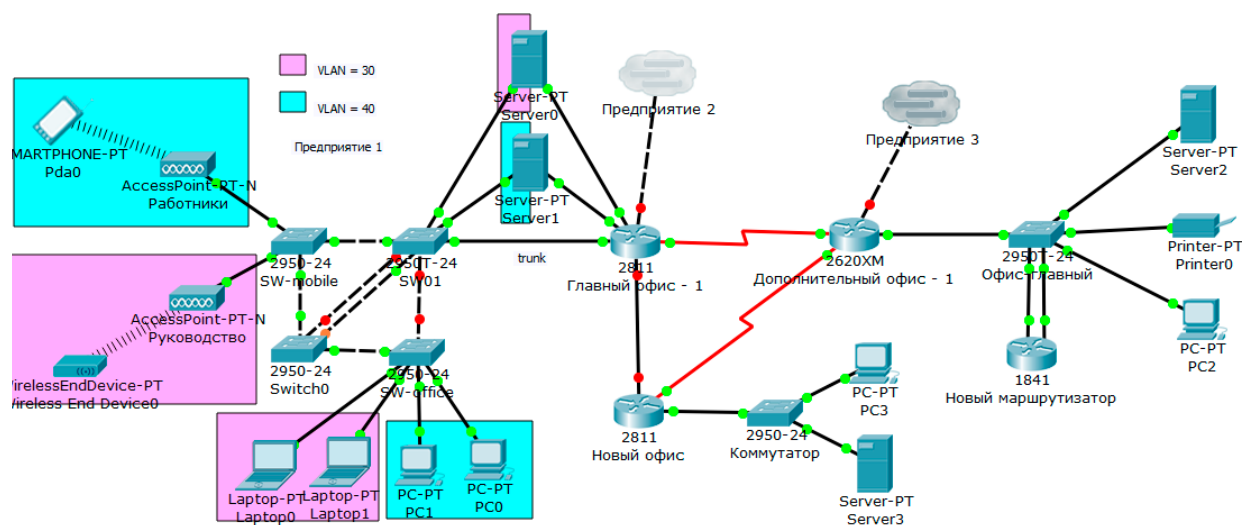 VLAN = 30
VLAN = 40
Предприятие 1
Server-PT
Server0
Server-PT
Server1
Предприятие 2
Предприятие 3
MARTPHONE-PT
Pda0
AccessPoint-PT-N
Работники
2950-24
SW-mobile
2950T-24
SW01
trunk
2811
Главный офис - 1
2620XM
Дополнительный офис - 1
2950T-24
Офис-главный
Server-PT
Server2
Printer-PT
Printer0
PC-PT
PC2
AccessPoint-PT-N
Руководство
WirelessEndDevice-PT
Wireless End Device0
2950-24
Switch0
2950-24
SW-office
1841
Новый маршрутизатор
PC-PT
PC3
2811
Новый офис
2950-24
Коммутатор
Server-PT
Server3
Laptop-PT
Laptop0
Laptop-PT
Laptop1
PC-PT
PC1
PC-PT
PC0